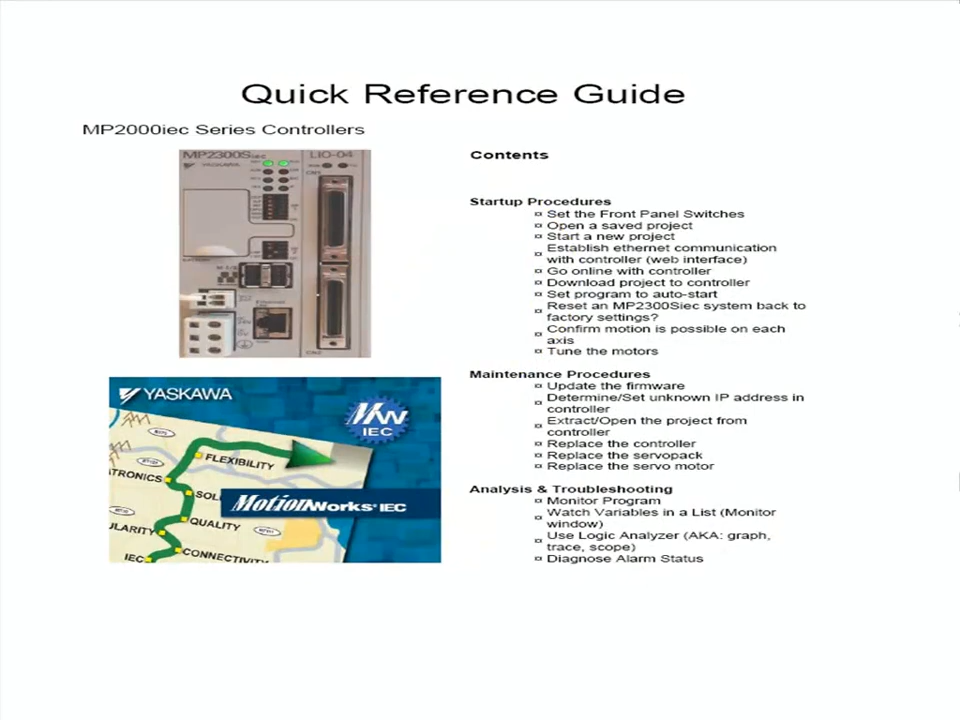 Quick Reference Guide
MP2000iec Series Controllers
MP2300Siec
LIO-04
YASKAWA
CN1
CN2
Contents
Startup Procedures
Set the Front Panel Switches
Open a saved project
Start a new project
Establish ethernet communication
with controller (web interface)
Go online with controller
Download project to controller
Set program to auto-start
Reset an MP2300Siec system back to
factory settings?
Confirm motion is possible on each
axis
Tune the motors
Maintenance Procedures
Update the firmware
Determine/Set unknown IP address in
controller
Extract/Open the project from
controller
Replace the controller
Replace the servopack
Replace the servo motor
Analysis & Troubleshooting
Monitor Program
Watch Variables in a List (Monitor
window)
Use Logic Analyzer (AKA: graph,
trace, scope)
Diagnose Alarm Status
YASKAWA
MW
IEC
FLEXIBILITY
TRONICS
SOL
MotionWorks IEC
QUALITY
ULARITY
CONNECTIVITY
IEC